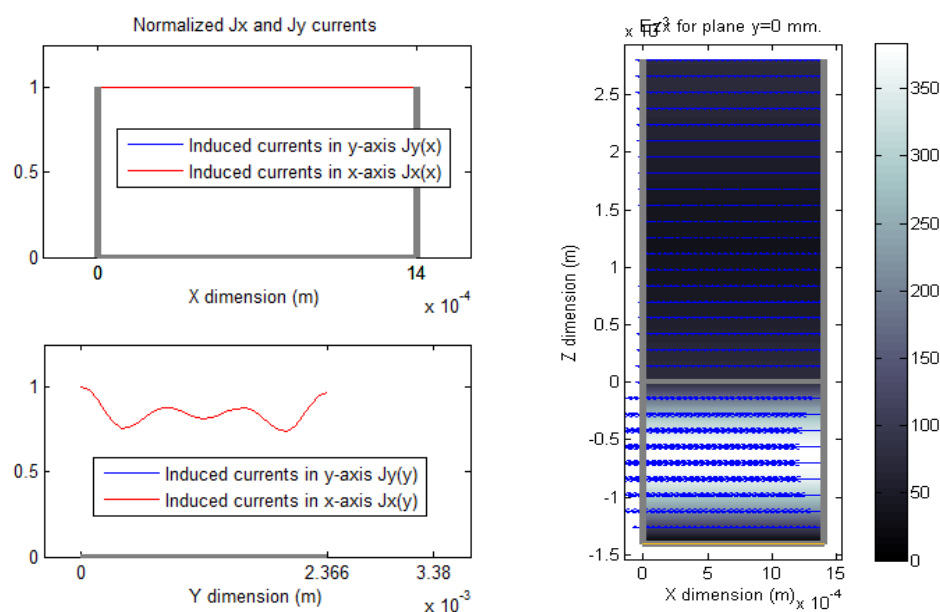 Normalized Jx and Jy currents
1
0.5
0
Induced currents in y-axis Jy(x)
Induced currents in x-axis Jx(x)
0
14
X dimension (m)
x 10^-4
1
0.5
0
Induced currents in y-axis Jy(y)
Induced currents in x-axis Jx(y)
0
2.366
3.38
Y dimension (m)
x 10^-3
x 10^-3
for plane y=0 mm.
2.5
2
1.5
1
0.5
0
-0.5
-1
-1.5
Z dimension (m)
0
5
10
15
X dimension (m)
x 10^-4
350
300
250
200
150
100
50
0